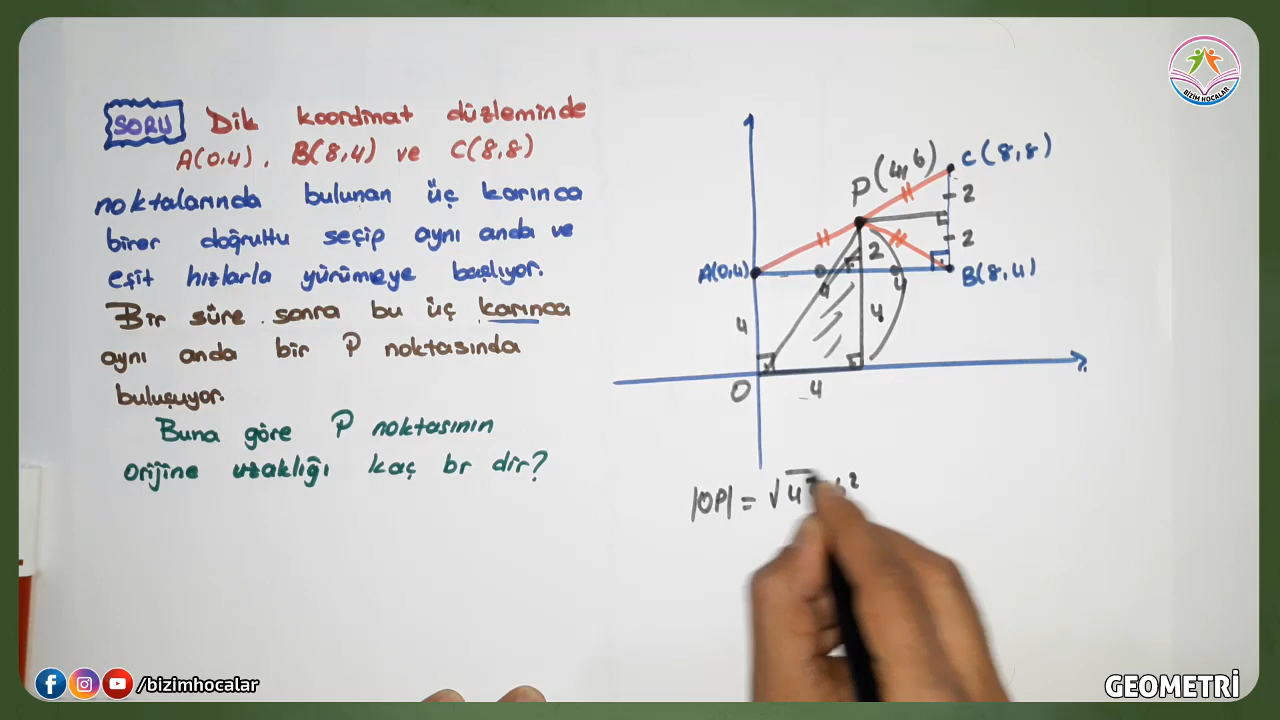 BİZİM HOCALAR
SORU Dik koordinat düzleminde
A(0,4), B(8,4) ve C(8,8)
noktalarında bulunan üç karınca
birer doğrultu seçip aynı anda ve
eşit hızlarla yürümeye başlıyor.
Bir süre sonra bu üç karınca
aynı anda bir P noktasında
buluşuyor.
Buna göre P noktasının
orijine uzaklığı kaç br dir?
P(4,6)
C(8,8)
2
2
2
A(0,4)
B(8,4)
4
4
4
4
O
4
|OP| = √4² 6²
/bizimhocalar
GEOMETRİ